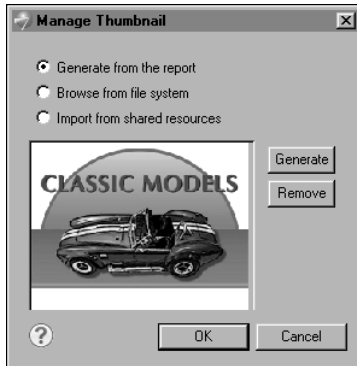 Manage Thumbnail
Generate from the report
Browse from file system
Import from shared resources
CLASSIC MODELS
Generate
Remove
?
OK
Cancel